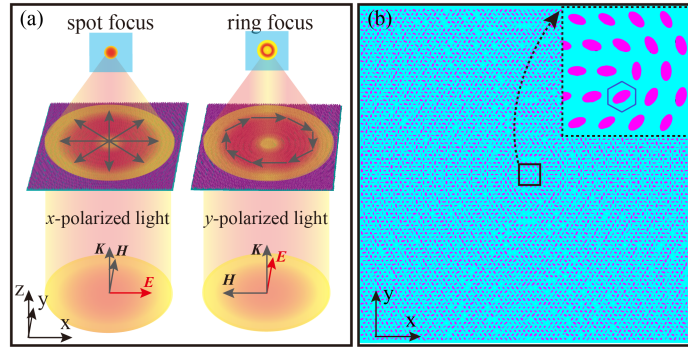 (a)
spot focus
ring focus
x-polarized light
y-polarized light
K
H
E
K
E
H
z
y
x
(b)
y
x